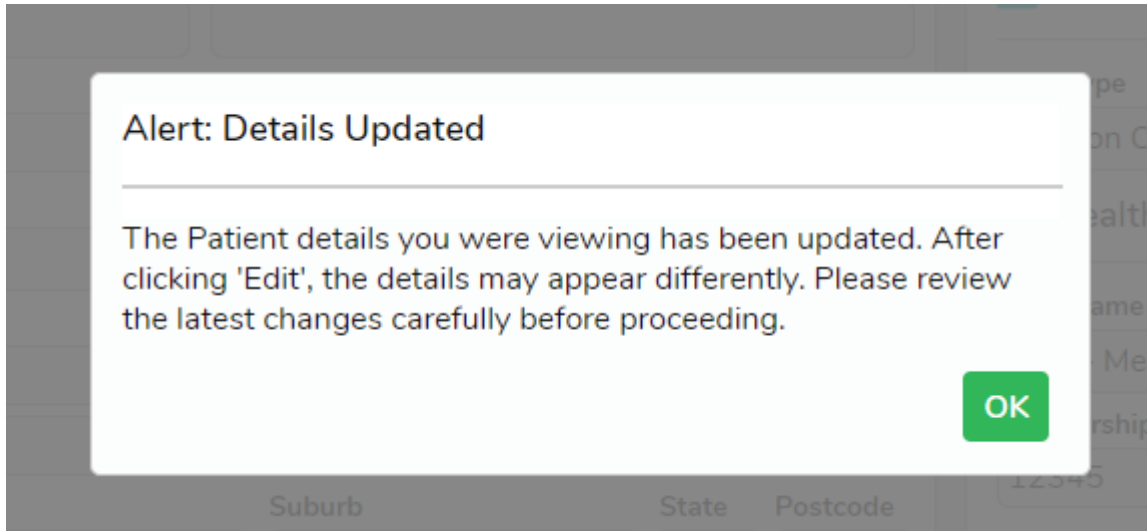 Alert: Details Updated
The Patient details you were viewing has been updated. After
clicking 'Edit', the details may appear differently. Please review
the latest changes carefully before proceeding.
OK
12345
Suburb State Postcode